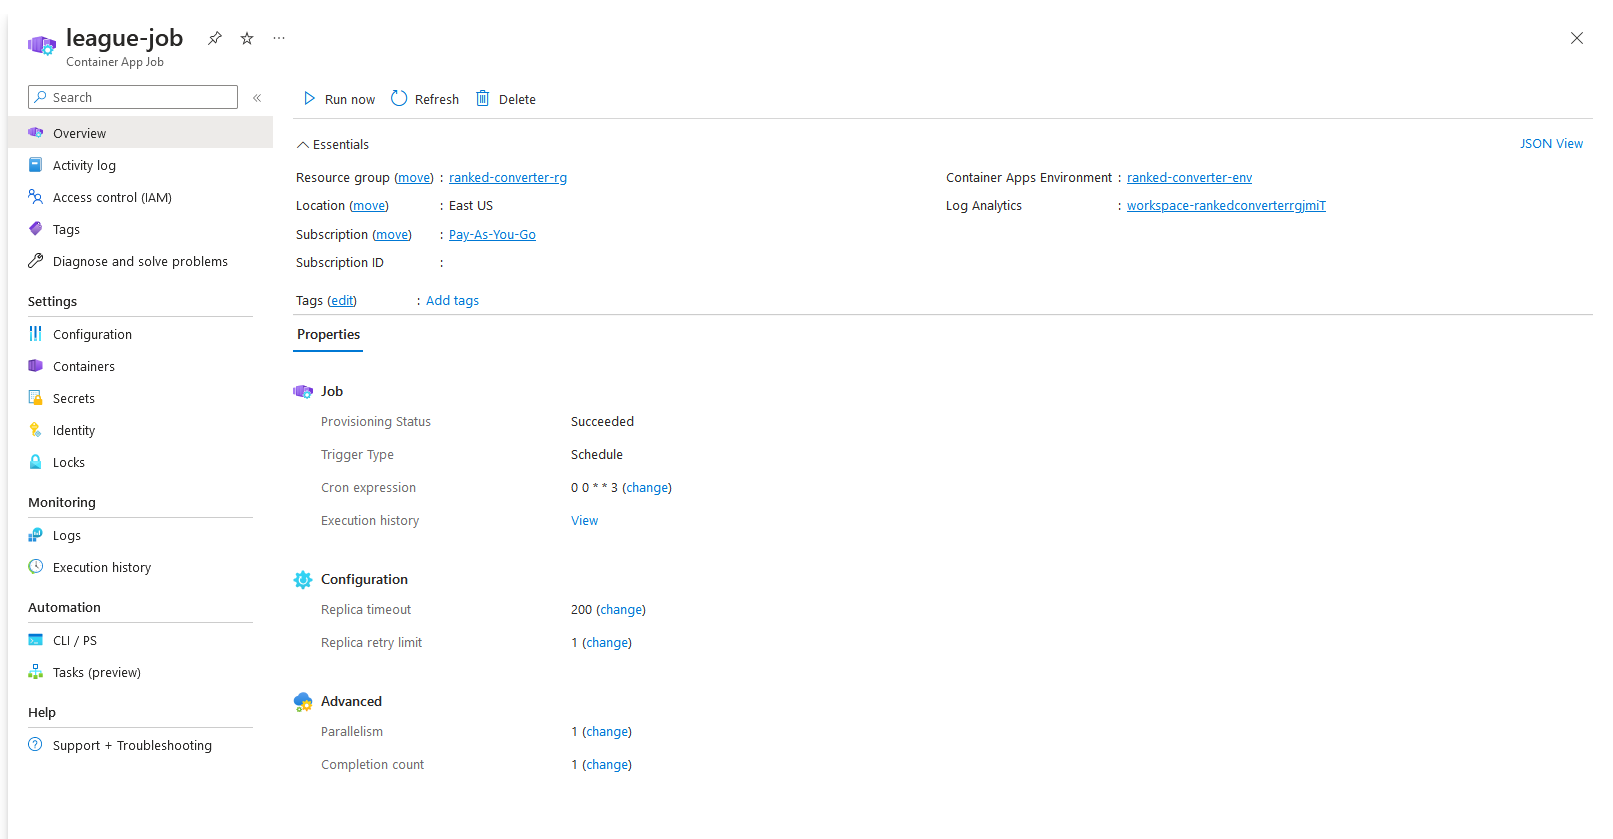 league-job
Container App Job
Search
Overview
Activity log
Access control (IAM)
Tags
Diagnose and solve problems
Settings
Configuration
Containers
Secrets
Identity
Locks
Monitoring
Logs
Execution history
Automation
CLI / PS
Tasks (preview)
Help
Support + Troubleshooting
Run now Refresh Delete
Essentials
JSON View
Resource group (move) : ranked-converter-rg
Location (move) : East US
Subscription (move) : Pay-As-You-Go
Subscription ID :
Container Apps Environment : ranked-converter-env
Log Analytics : workspace-rankedconverterrgjmiT
Tags (edit) : Add tags
Properties
Job
Provisioning Status Succeeded
Trigger Type Schedule
Cron expression 0 0 * * 3 (change)
Execution history View
Configuration
Replica timeout 200 (change)
Replica retry limit 1 (change)
Advanced
Parallelism 1 (change)
Completion count 1 (change)